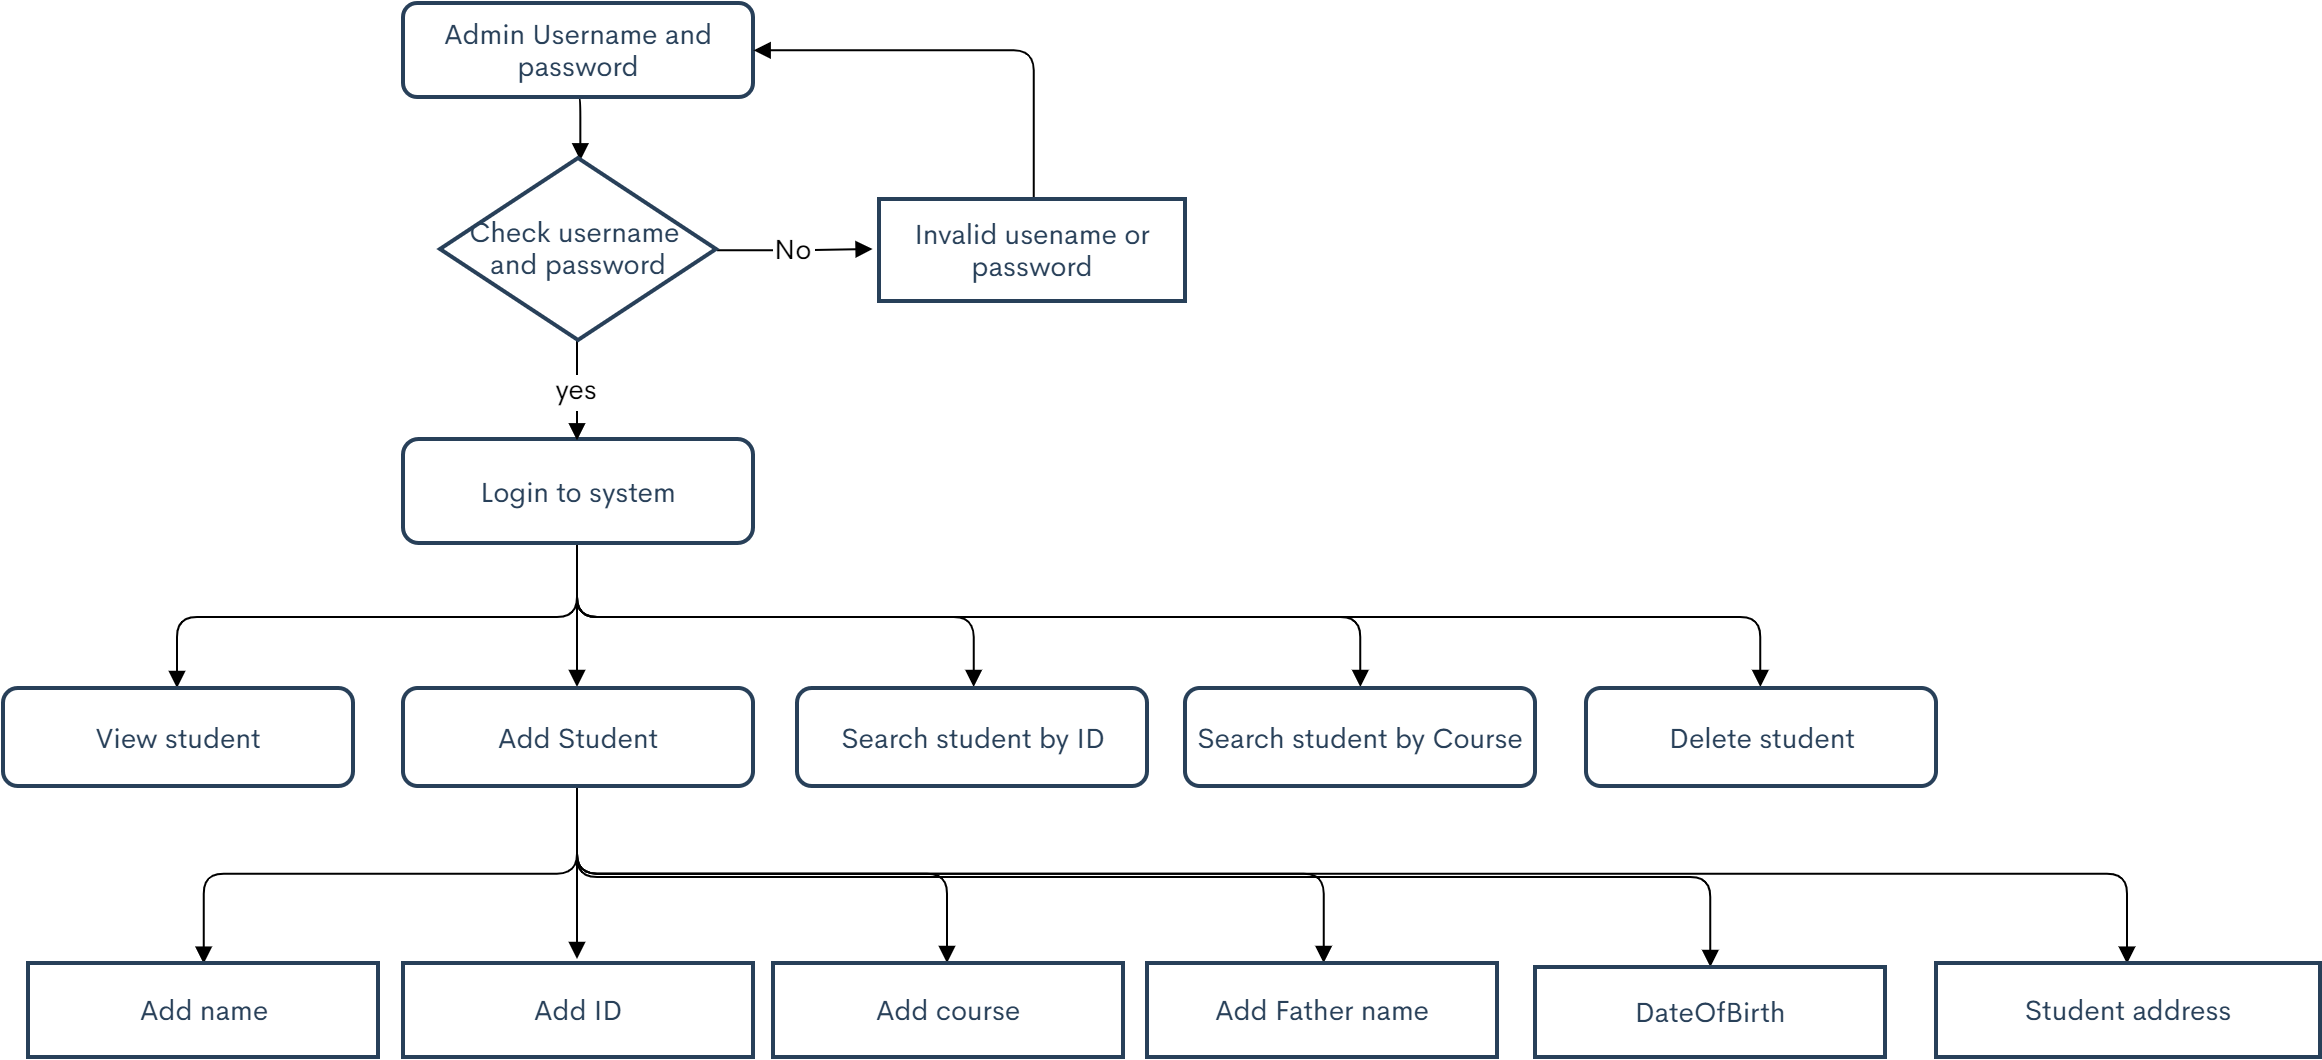 Admin Username and
password
Check username
and password
No
Invalid usename or
password
yes
Login to system
View student
Add Student
Search student by ID
Search student by Course
Delete student
Add name
Add ID
Add course
Add Father name
DateOfBirth
Student address